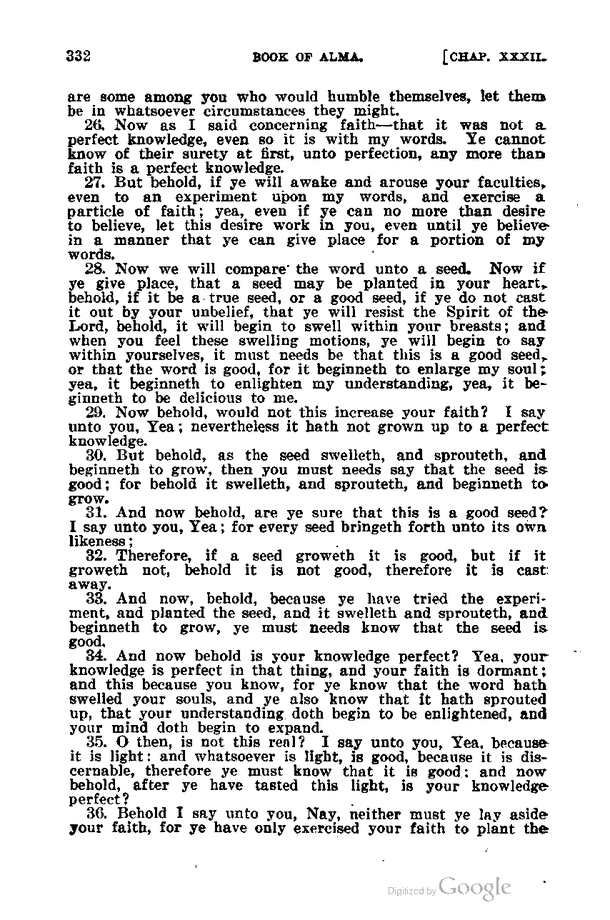 332 BOOK OF ALMA. [CHAP. XXXII.
are some among you who would humble themselves, let them
be in whatsoever circumstances they might.
26. Now as I said concerning faith—that it was not a
perfect knowledge, even so it is with my words. Ye cannot
know of their surety at first, unto perfection, any more than
faith is a perfect knowledge.
27. But behold, if ye will awake and arouse your faculties,
even to an experiment upon my words, and exercise a
particle of faith; yea, even if ye can no more than desire
to believe, let this desire work in you, even until ye believe
in a manner that ye can give place for a portion of my
words.
28. Now we will compare the word unto a seed. Now if
ye give place, that a seed may be planted in your heart,
behold, if it be a true seed, or a good seed, if ye do not cast
it out by your unbelief, that ye will resist the Spirit of the
Lord, behold, it will begin to swell within your breasts; and
when you feel these swelling motions, ye will begin to say
within yourselves, it must needs be that this is a good seed,
or that the word is good, for it beginneth to enlarge my soul;
yea, it beginneth to enlighten my understanding, yea, it be-
ginneth to be delicious to me.
29. Now behold, would not this increase your faith? I say
unto you, Yea; nevertheless it hath not grown up to a perfect
knowledge.
30. But behold, as the seed swelleth, and sprouteth, and
beginneth to grow, then you must needs say that the seed is
good; for behold it swelleth, and sprouteth, and beginneth to
grow.
31. And now behold, are ye sure that this is a good seed?
I say unto you, Yea; for every seed bringeth forth unto its own
likeness;
32. Therefore, if a seed groweth it is good, but if it
groweth not, behold it is not good, therefore it is cast
away.
33. And now, behold, because ye have tried the experi-
ment, and planted the seed, and it swelleth and sprouteth, and
beginneth to grow, ye must needs know that the seed is
good.
34. And now behold is your knowledge perfect? Yea, your
knowledge is perfect in that thing, and your faith is dormant;
and this because you know, for ye know that the word hath
swelled your souls, and ye also know that it hath sprouted
up, that your understanding doth begin to be enlightened, and
your mind doth begin to expand.
35. O then, is not this real? I say unto you, Yea, because
it is light: and whatsoever is light, is good, because it is dis-
cernable, therefore ye must know that it is good: and now
behold, after ye have tasted this light, is your knowledge
perfect?
36. Behold I say unto you, Nay, neither must ye lay aside
your faith, for ye have only exercised your faith to plant the
Digitized by Google